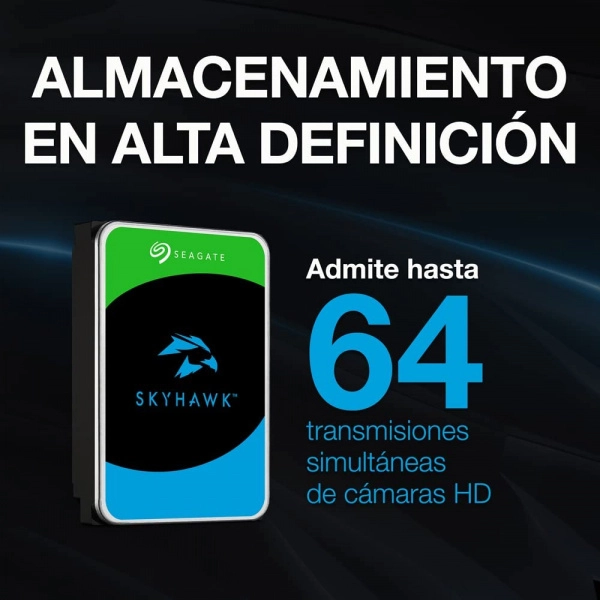 ALMACENAMIENTO
EN ALTA DEFINICIÓN
SEAGATE
SKYHAWK™
Admite hasta
64
transmisiones
simultáneas
de cámaras HD